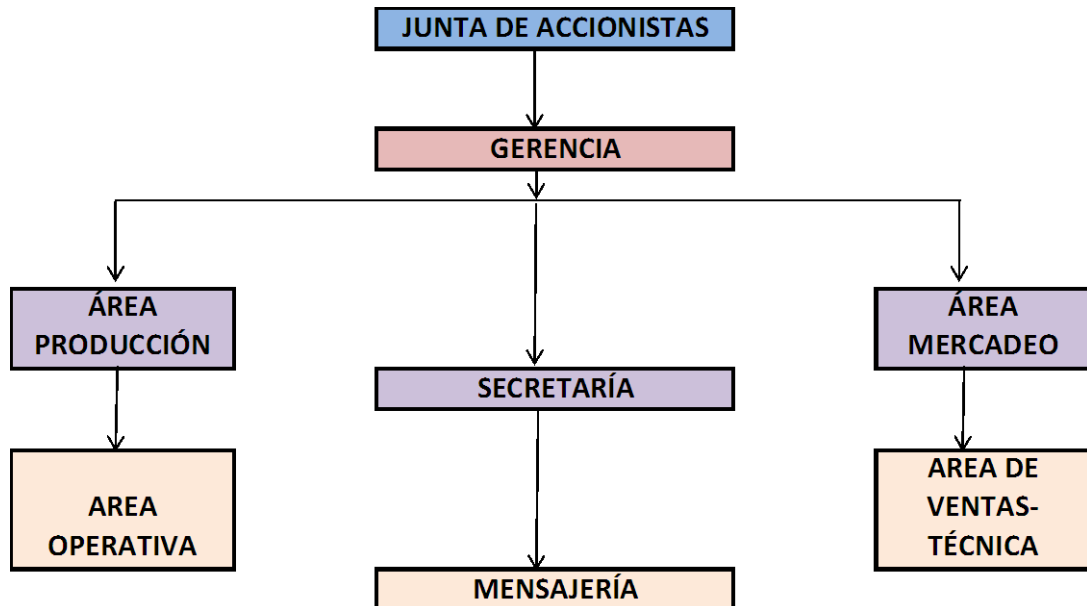 JUNTA DE ACCIONISTAS
GERENCIA
ÁREA
PRODUCCIÓN
ÁREA
MERCADEO
SECRETARÍA
AREA
OPERATIVA
AREA DE
VENTAS-
TÉCNICA
MENSAJERÍA